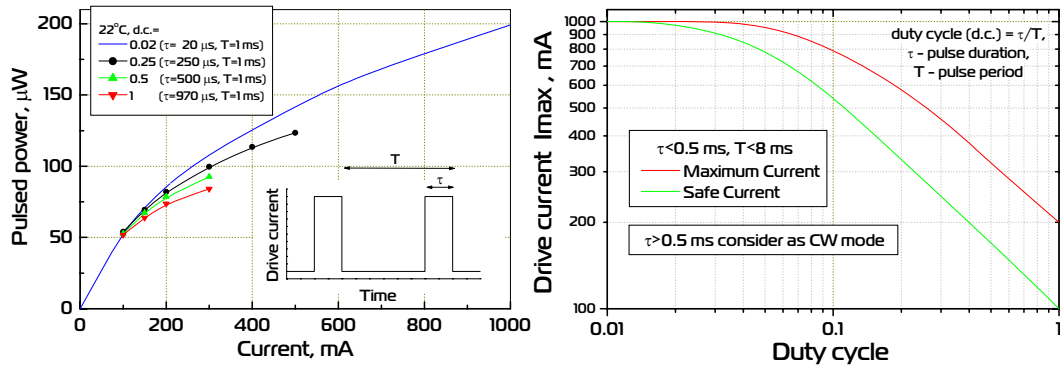 22°C, d.c.=
0.02 (τ= 20 μs, T=1 ms)
0.25 (τ=250 μs, T=1 ms)
0.5 (τ=500 μs, T=1 ms)
1 (τ=970 μs, T=1 ms)
Pulsed power, μW
200
150
100
50
0
0
200
400
600
800
1000
Current, mA
T
τ
Drive current
Time
Drive current Imax, mA
1000
900
800
700
600
500
400
300
200
100
0.01
0.1
1
Duty cycle
duty cycle (d.c.) = τ/T,
τ - pulse duration,
T - pulse period
τ<0.5 ms, T<8 ms
Maximum Current
Safe Current
τ>0.5 ms consider as CW mode